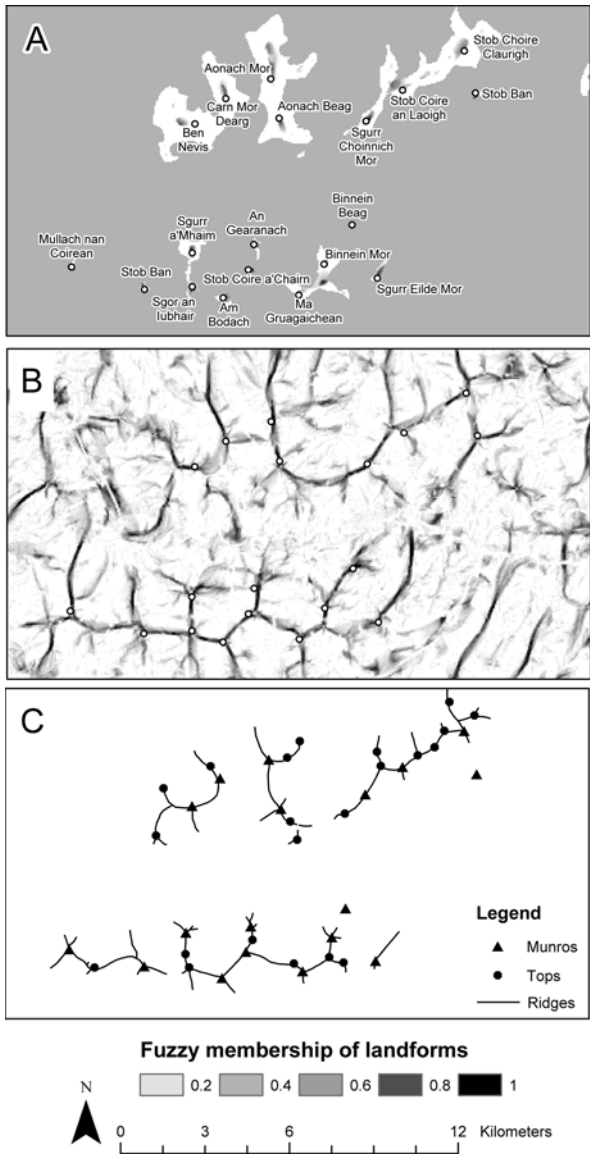 A
Stob Choire
Claurigh
Aonach Mor
Carn Mor
Dearg
Aonach Beag
Stob Coire
an Laoigh
Stob Ban
Ben
Nevis
Sgurr
Choinnich
Mor
Binnein
Beag
An
Gearanach
Sgurr
a'Mhaim
Mullach nan
Coirean
Binnein Mor
Stob Ban
Stob Coire a'Chairn
Sgurr Eilde Mor
Sgor an
Iubhair
Am
Bodach
Ma
Gruagaichean
B
C
Legend
Munros
Tops
Ridges
Fuzzy membership of landforms
0.2 0.4 0.6 0.8 1
N
0 3 6 12 Kilometers